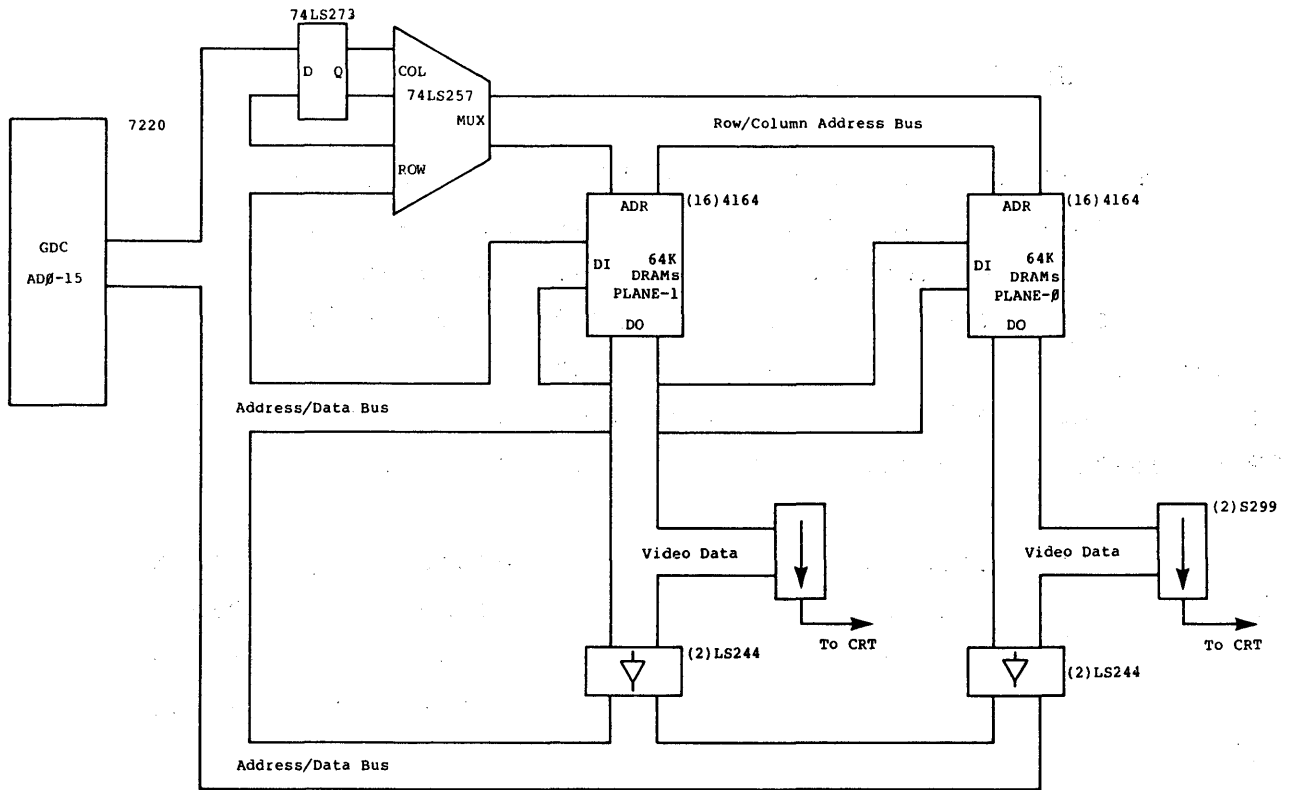 74LS273
D Q
COL
74LS257
MUX
ROW
7220
Row/Column Address Bus
GDC
ADØ-15
(16)4164
ADR
DI
64K
DRAMs
PLANE-1
DO
(16)4164
ADR
DI
64K
DRAMs
PLANE-Ø
DO
Address/Data Bus
Video Data
To CRT
(2)S299
Video Data
To CRT
(2)LS244
(2)LS244
Address/Data Bus